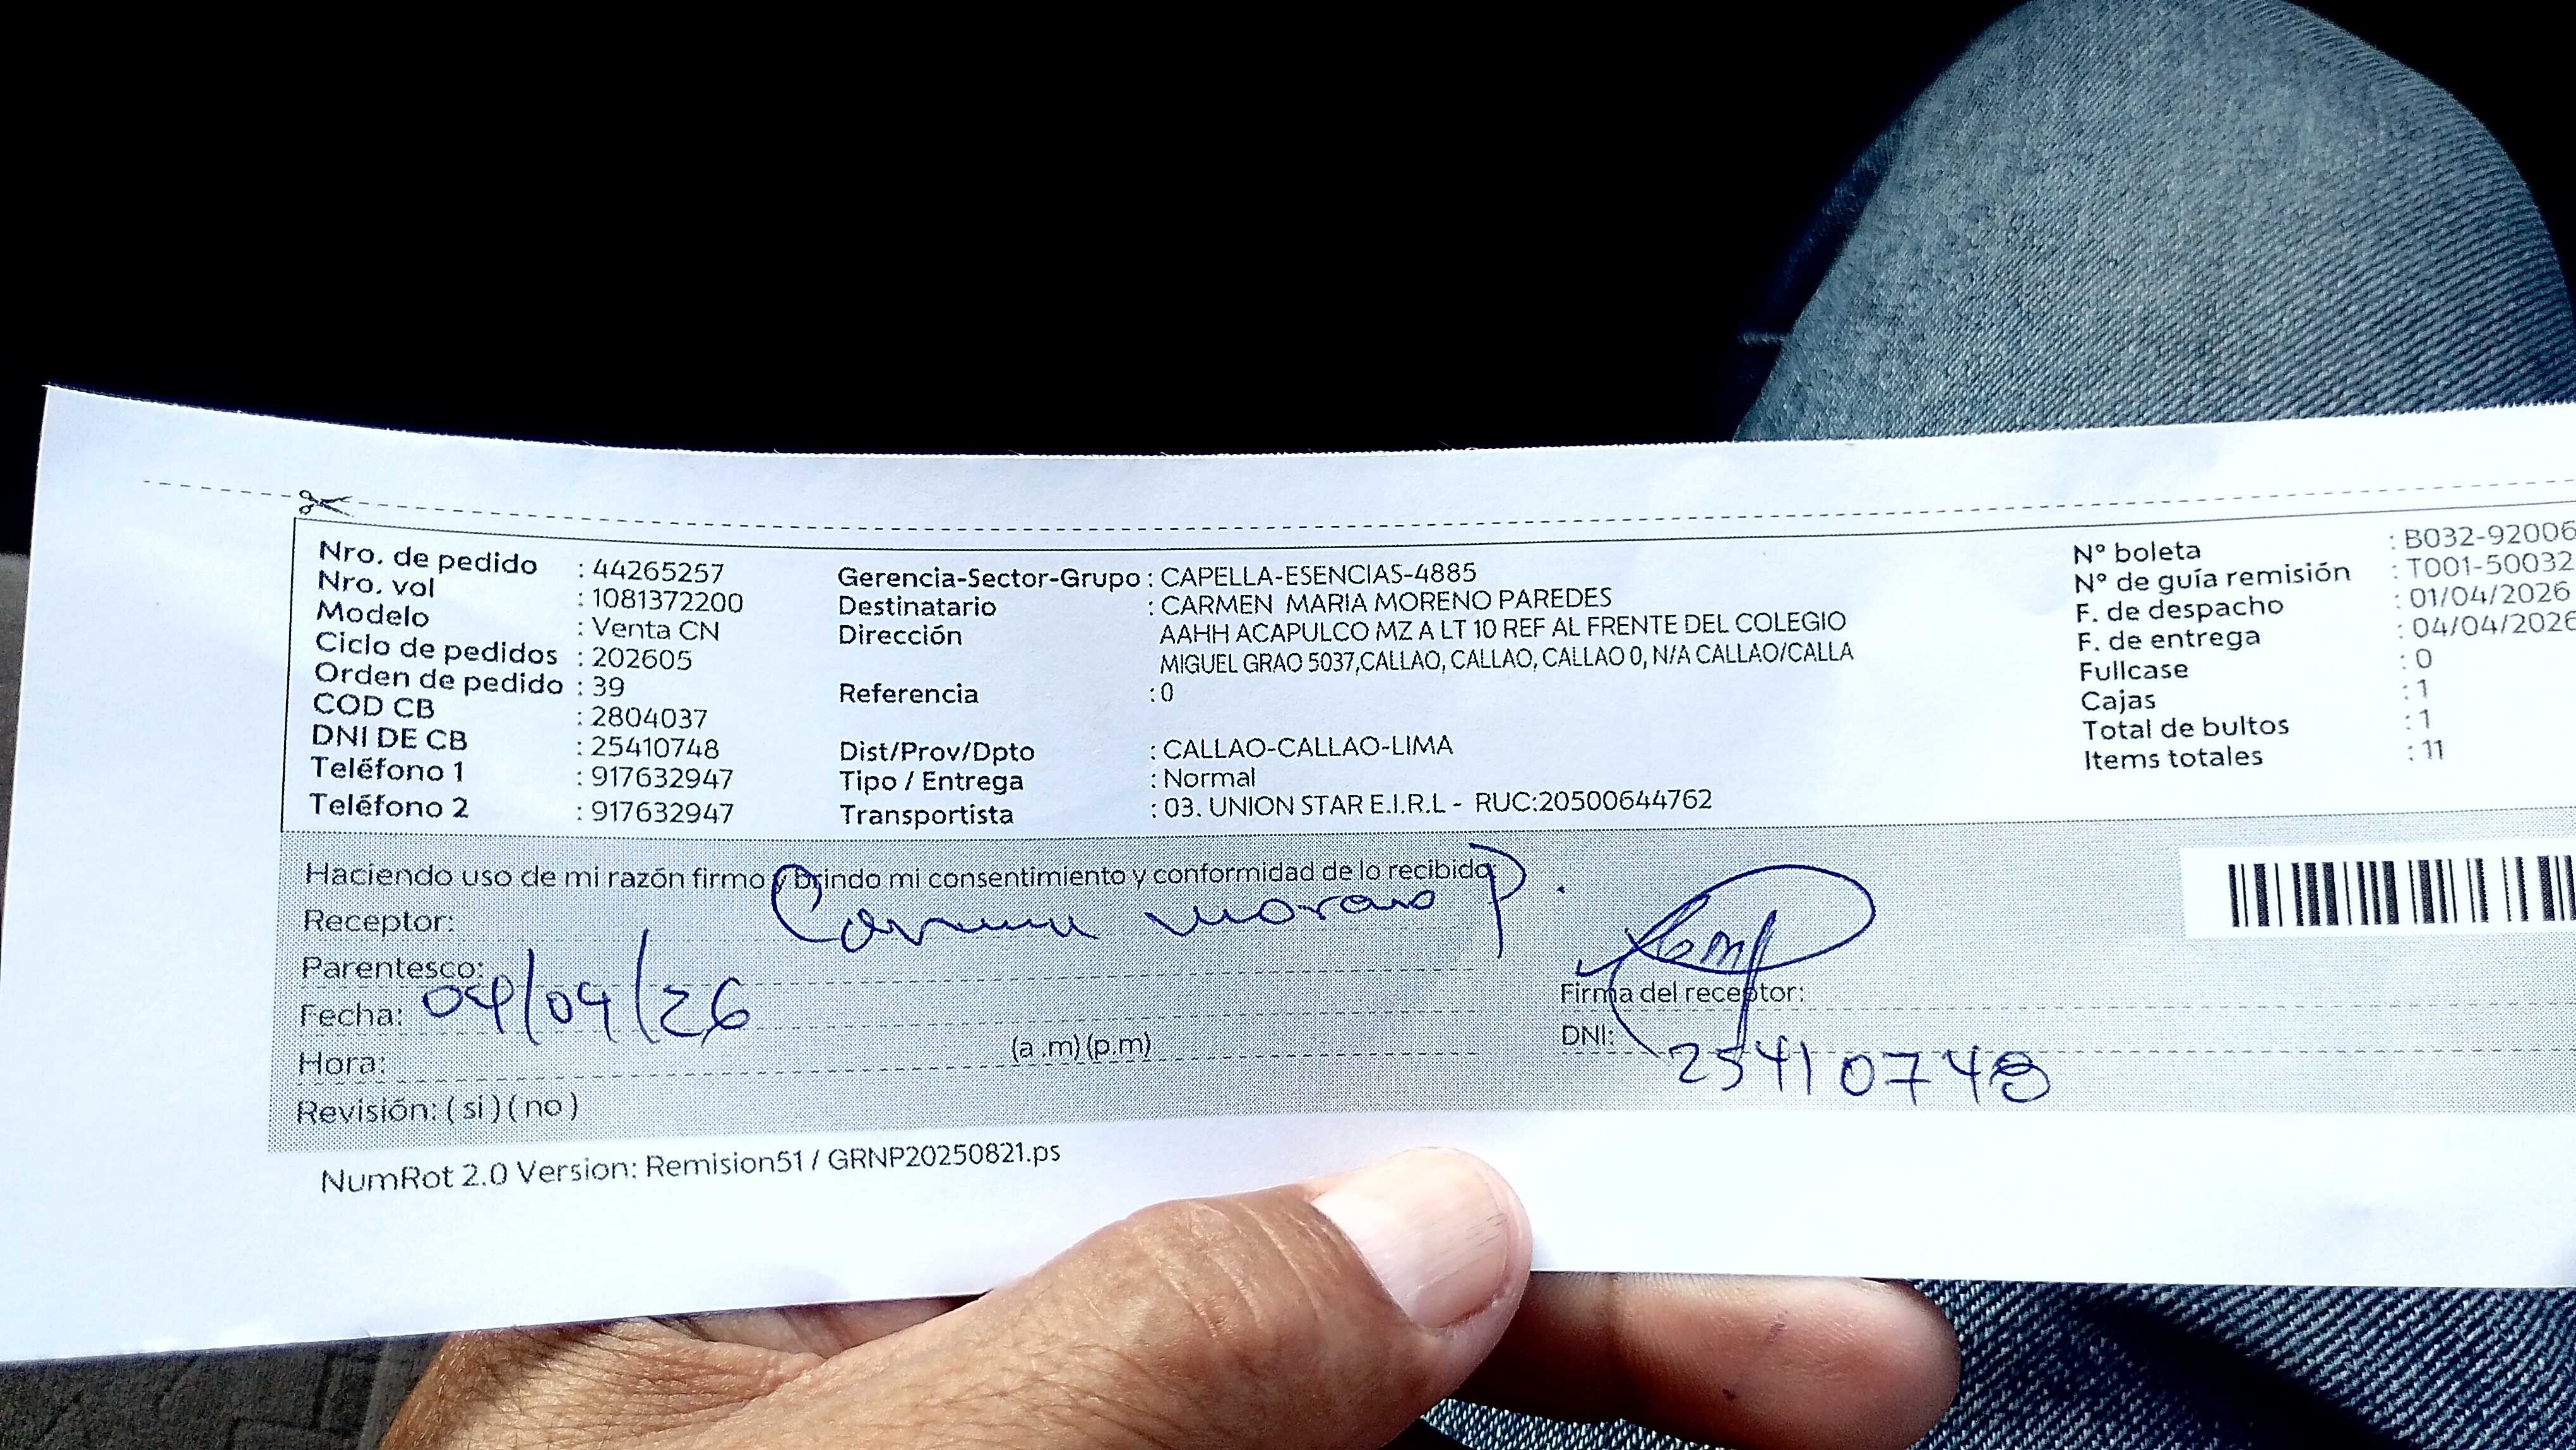 Nro. de pedido : 44265257
Nro. vol : 1081372200
Modelo : Venta CN
Ciclo de pedidos : 202605
Orden de pedido : 39
COD CB : 2804037
DNI DE CB : 25410748
Teléfono 1 : 917632947
Teléfono 2 : 917632947
Gerencia-Sector-Grupo : CAPELLA-ESENCIAS-4885
Destinatario : CARMEN MARIA MORENO PAREDES
Dirección AAHH ACAPULCO MZ A LT 10 REF AL FRENTE DEL COLEGIO
MIGUEL GRAO 5037,CALLAO, CALLAO, CALLAO 0, N/A CALLAO/CALLA
Referencia : 0
Dist/Prov/Dpto : CALLAO-CALLAO-LIMA
Tipo / Entrega : Normal
Transportista : 03. UNION STAR E.I.R.L - RUC:20500644762
N° boleta : B032-92006
N° de guía remisión : T001-50032
F. de despacho : 01/04/2026
F. de entrega : 04/04/2026
Fullcase : 0
Cajas : 1
Total de bultos : 1
Items totales : 11
Haciendo uso de mi razón firmo y brindo mi consentimiento y conformidad de lo recibido:
Receptor: Carmen Moreno P.
Parentesco:
Fecha: 04/04/26
Hora: (a .m) (p.m)
Revisión: ( si ) ( no )
Firma del receptor:
DNI: 25410748
NumRot 2.0 Version: Remision51 / GRNP20250821.ps